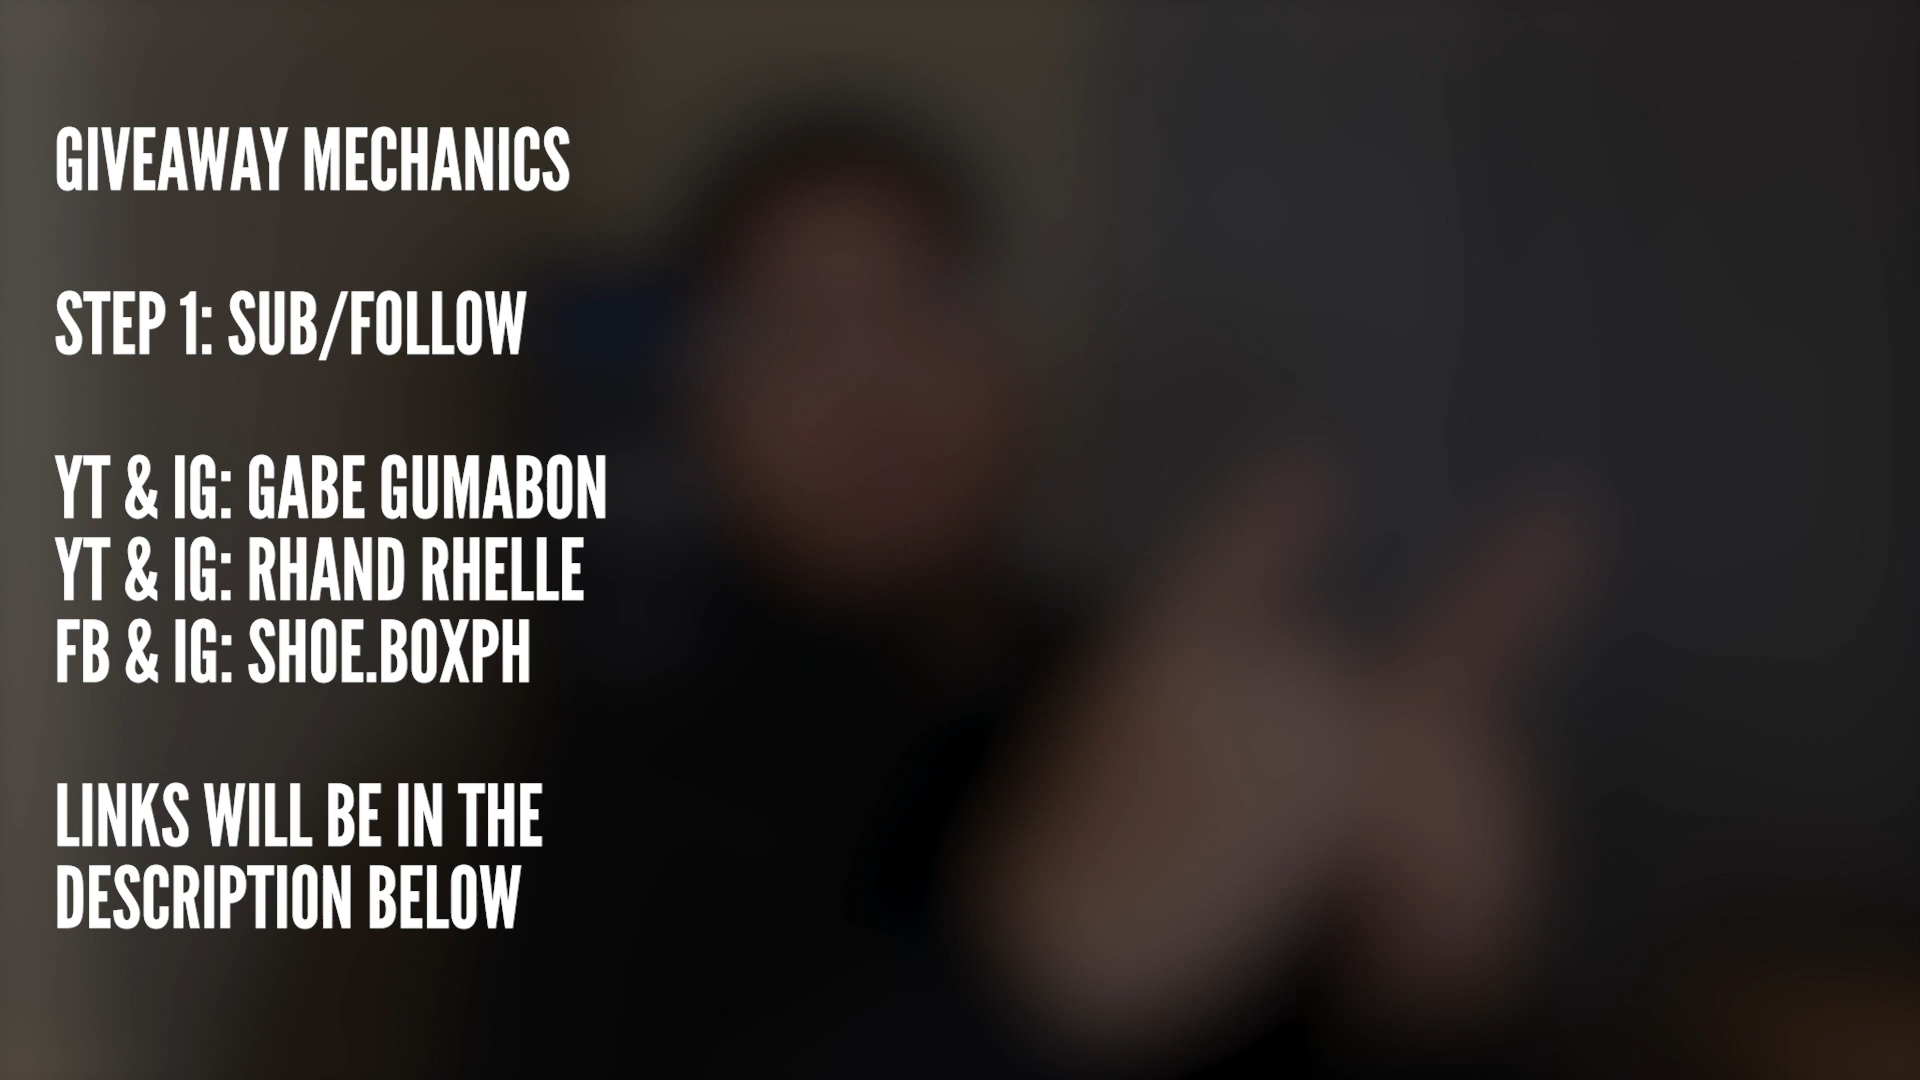 GIVEAWAY MECHANICS
STEP 1: SUB/FOLLOW
YT & IG: GABE GUMABON
YT & IG: RHAND RHELLE
FB & IG: SHOE.BOXPH
LINKS WILL BE IN THE
DESCRIPTION BELOW